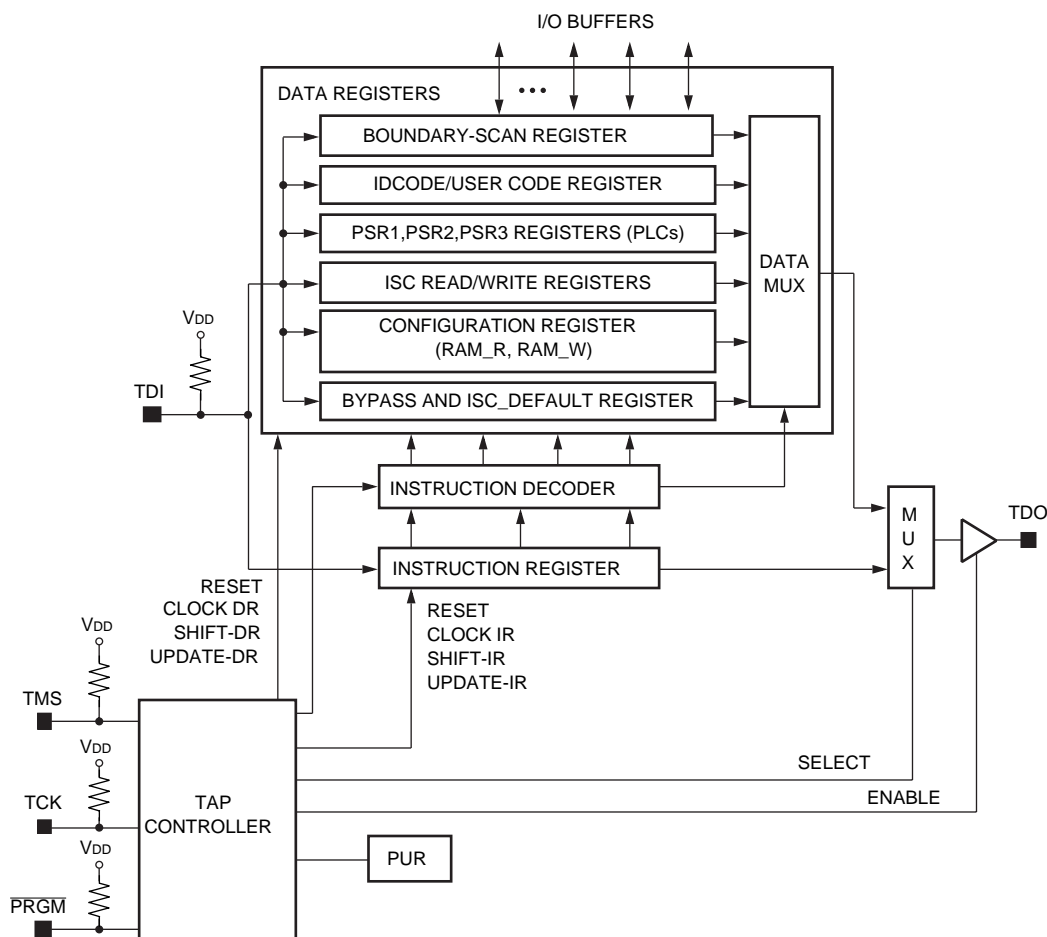 I/O BUFFERS
DATA REGISTERS
•••
BOUNDARY-SCAN REGISTER
IDCODE/USER CODE REGISTER
PSR1,PSR2,PSR3 REGISTERS (PLCs)
ISC READ/WRITE REGISTERS
CONFIGURATION REGISTER
(RAM_R, RAM_W)
BYPASS AND ISC_DEFAULT REGISTER
DATA
MUX
VDD
TDI
INSTRUCTION DECODER
INSTRUCTION REGISTER
M
U
X
TDO
RESET
CLOCK DR
SHIFT-DR
UPDATE-DR
RESET
CLOCK IR
SHIFT-IR
UPDATE-IR
VDD
TMS
VDD
TCK
VDD
PRGM
TAP
CONTROLLER
SELECT
ENABLE
PUR